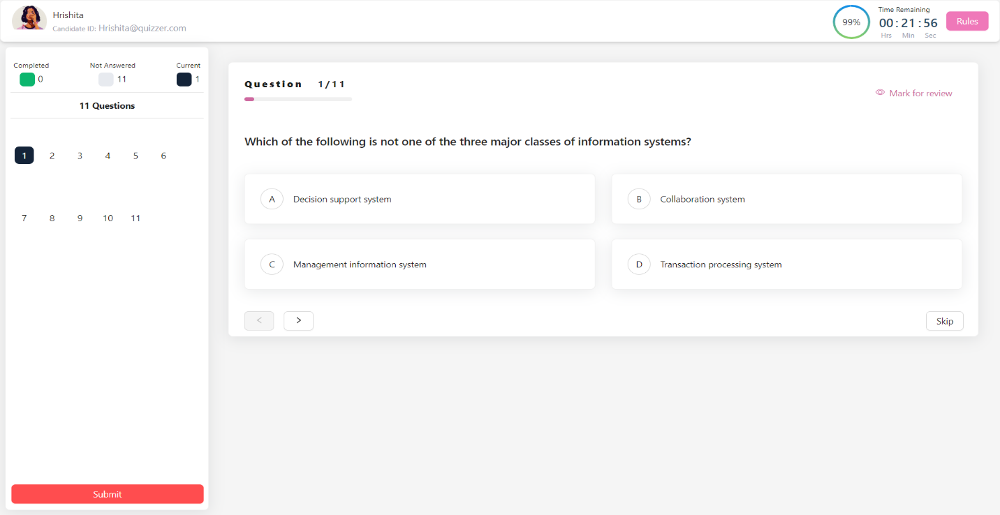 Hrishita
Candidate ID: Hrishita@quizzer.com
99%
Time Remaining
00 : 21 : 56
Hrs Min Sec
Rules
Completed Not Answered Current
0 11 1
11 Questions
1 2 3 4 5 6
7 8 9 10 11
Submit
Question 1/11
Mark for review
Which of the following is not one of the three major classes of information systems?
A Decision support system
B Collaboration system
C Management information system
D Transaction processing system
< >
Skip